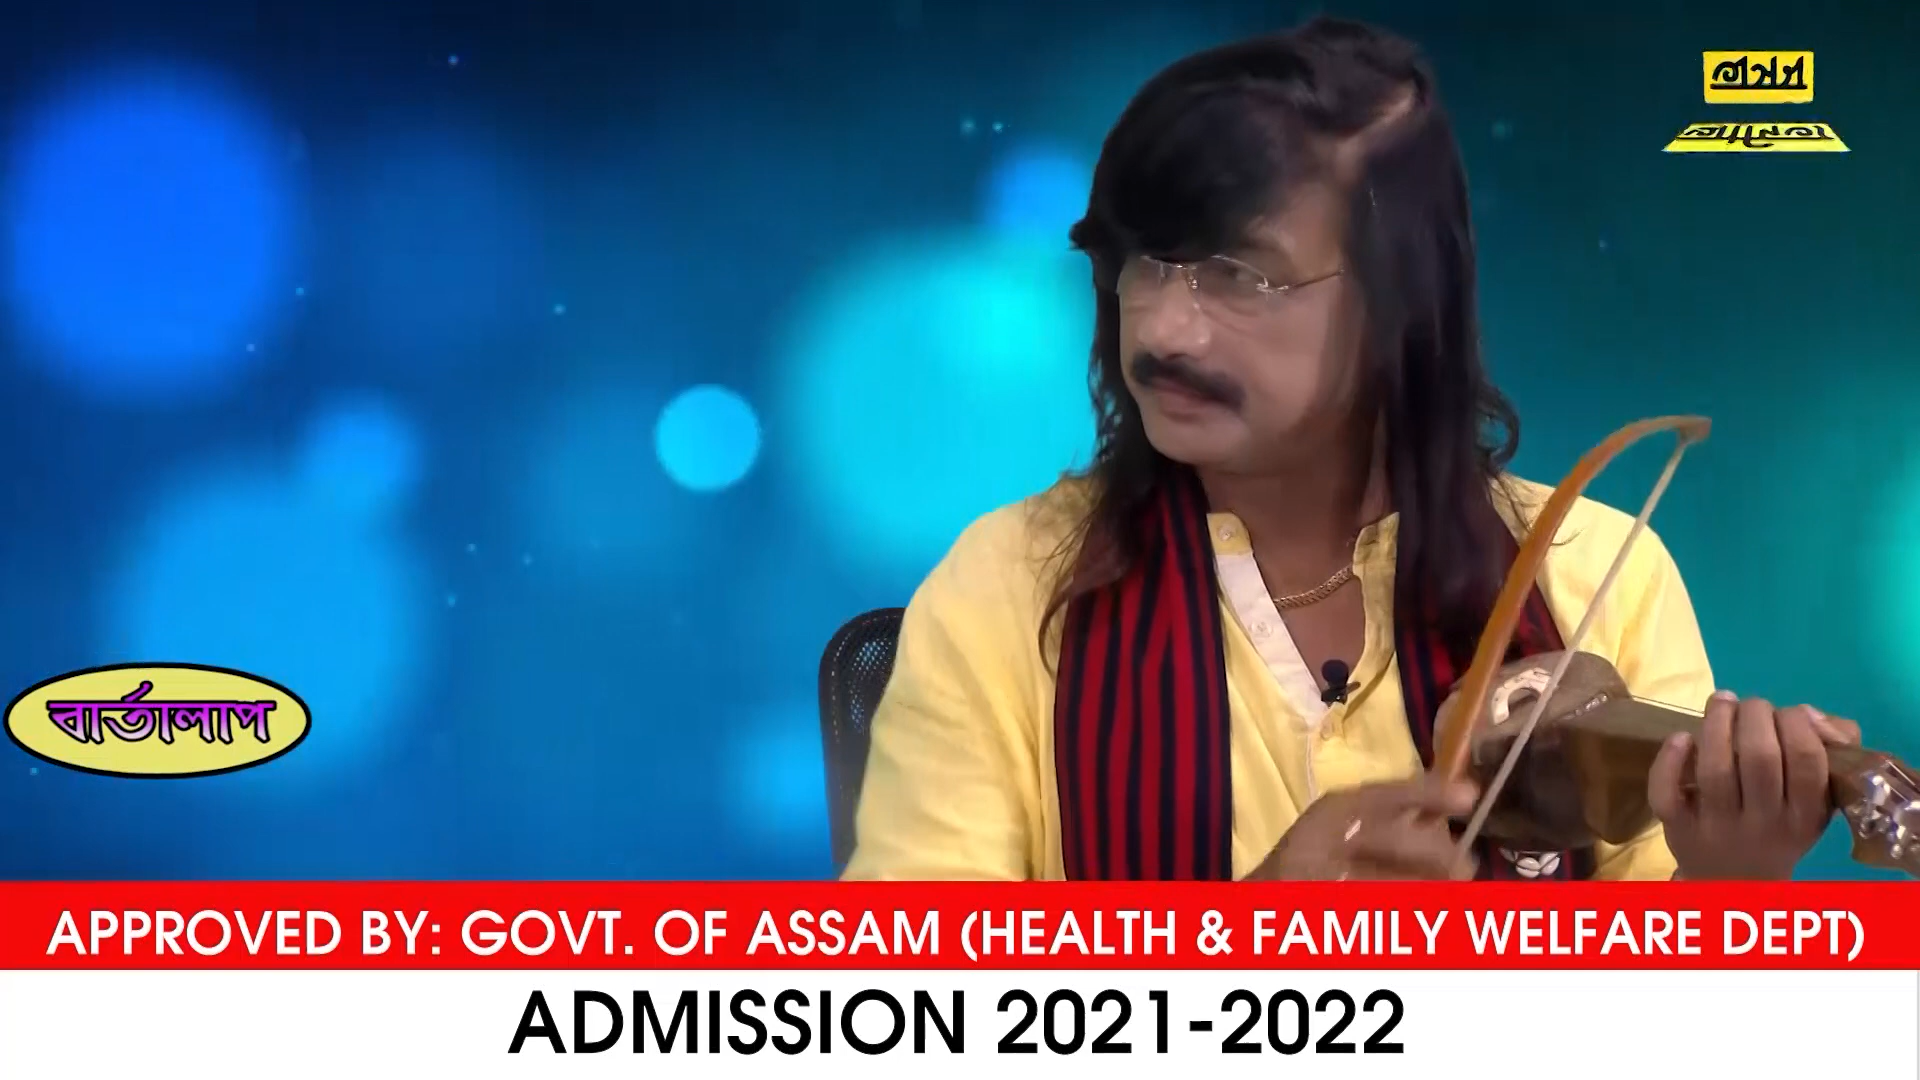 বাৰ্তালাপ
APPROVED BY: GOVT. OF ASSAM (HEALTH & FAMILY WELFARE DEPT)
ADMISSION 2021-2022